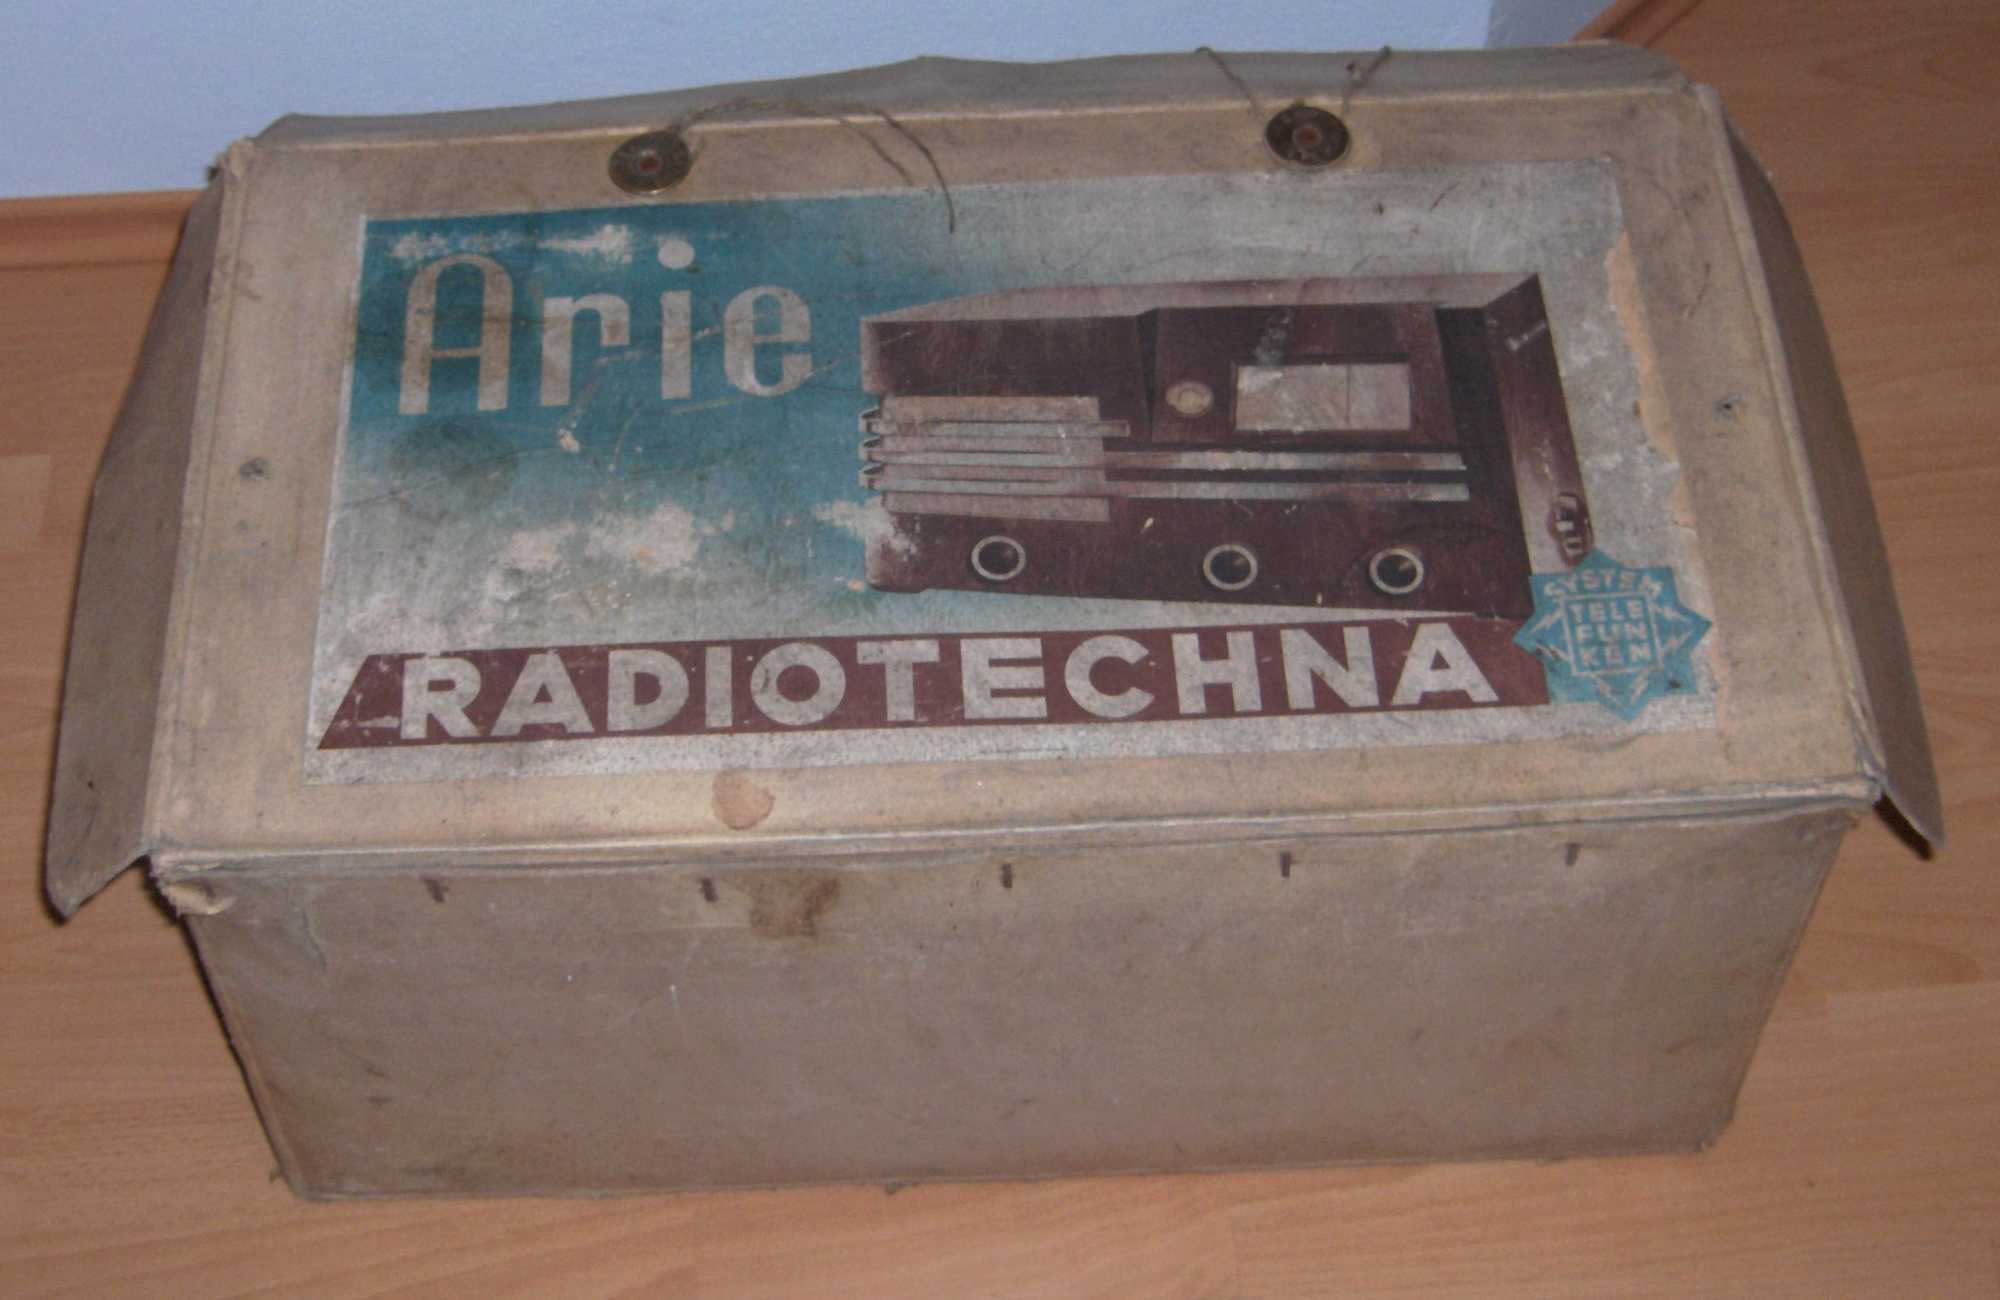 Arie
RADIOTECHNA
SYSTEM
TELE
FUN
KEN